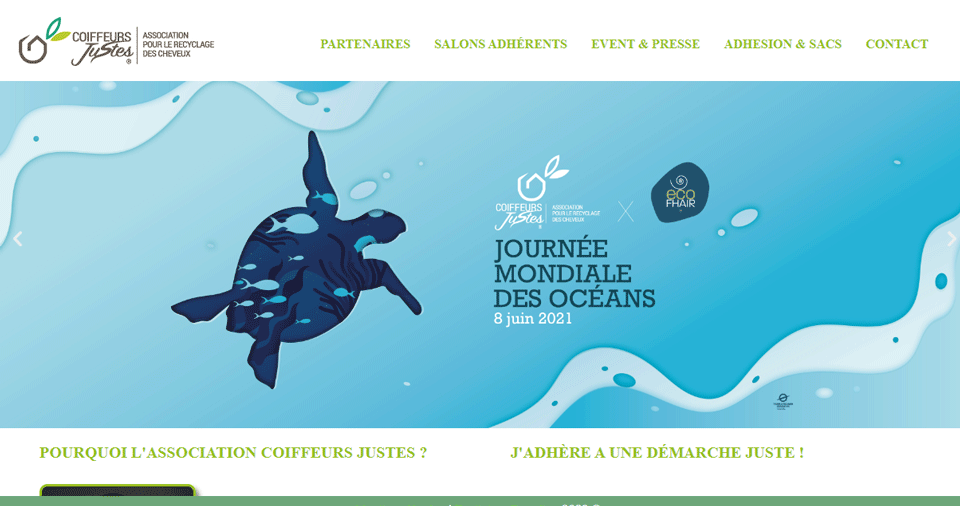 COIFFEURS
JuStes
®
ASSOCIATION
POUR LE RECYCLAGE
DES CHEVEUX
PARTENAIRES SALONS ADHÉRENTS EVENT & PRESSE ADHESION & SACS CONTACT
COIFFEURS
JuStes
®
ASSOCIATION
POUR LE RECYCLAGE
DES CHEVEUX
X
eco
FHAIR
JOURNÉE
MONDIALE
DES OCÉANS
8 juin 2021
POURQUOI L'ASSOCIATION COIFFEURS JUSTES ?
J'ADHÈRE A UNE DÉMARCHE JUSTE !